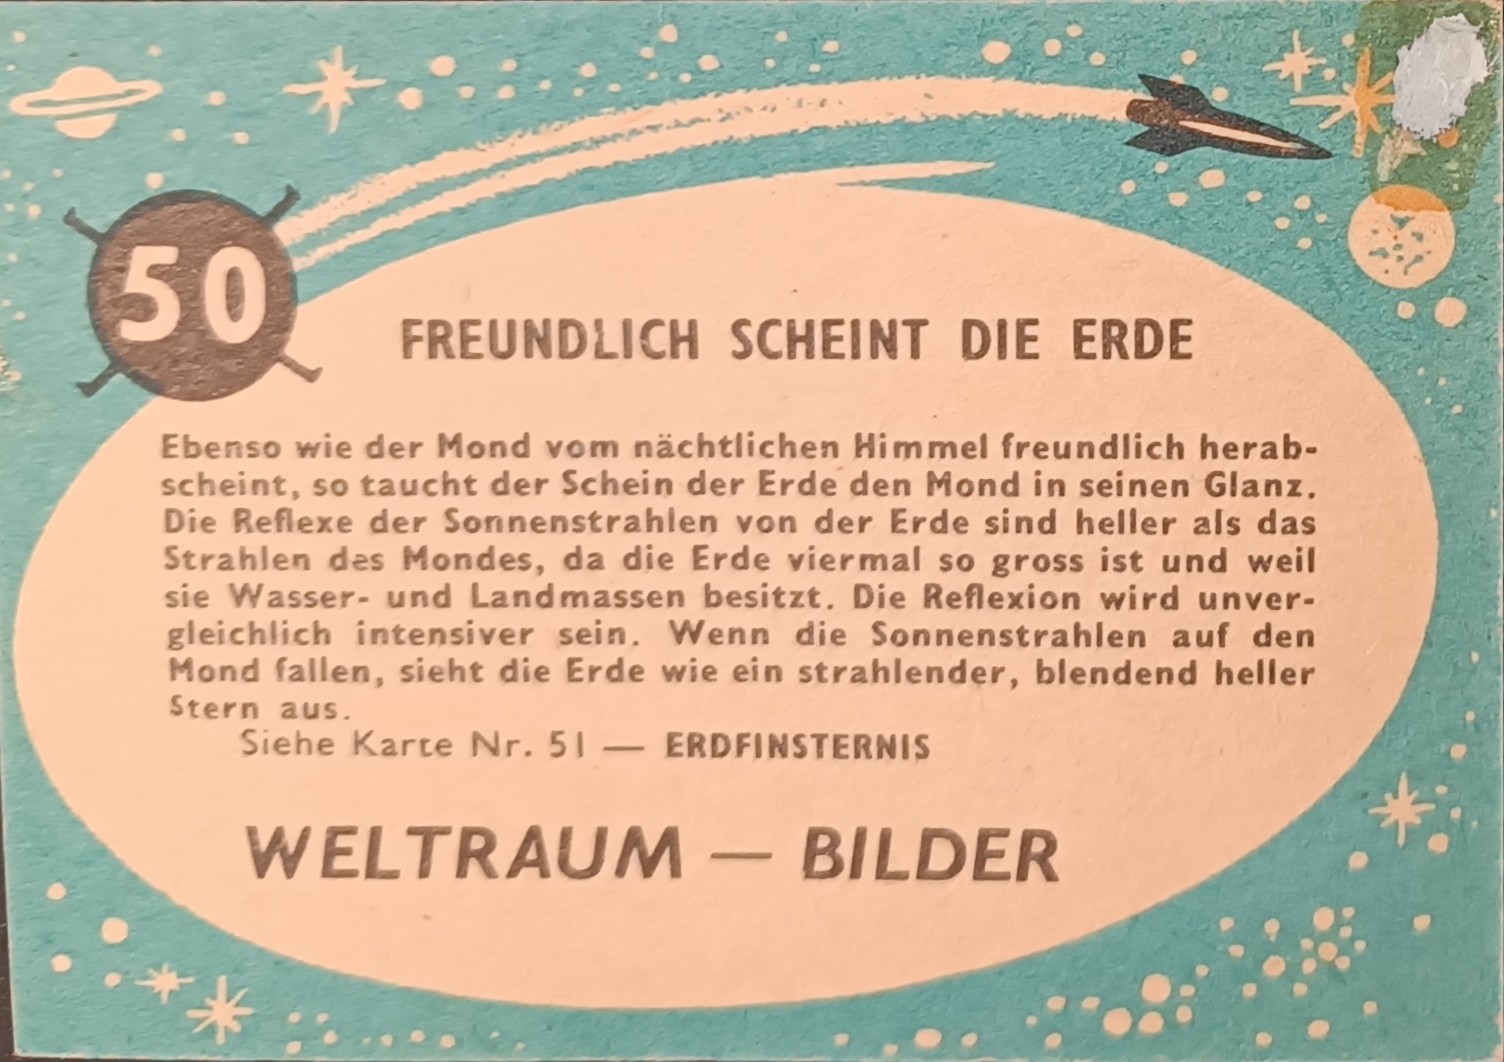 50
FREUNDLICH SCHEINT DIE ERDE
Ebenso wie der Mond vom nächtlichen Himmel freundlich herab-
scheint, so taucht der Schein der Erde den Mond in seinen Glanz.
Die Reflexe der Sonnenstrahlen von der Erde sind heller als das
Strahlen des Mondes, da die Erde viermal so gross ist und weil
sie Wasser- und Landmassen besitzt. Die Reflexion wird unver-
gleichlich intensiver sein. Wenn die Sonnenstrahlen auf den
Mond fallen, sieht die Erde wie ein strahlender, blendend heller
Stern aus.
Siehe Karte Nr. 51 — ERDFINSTERNIS
WELTRAUM — BILDER